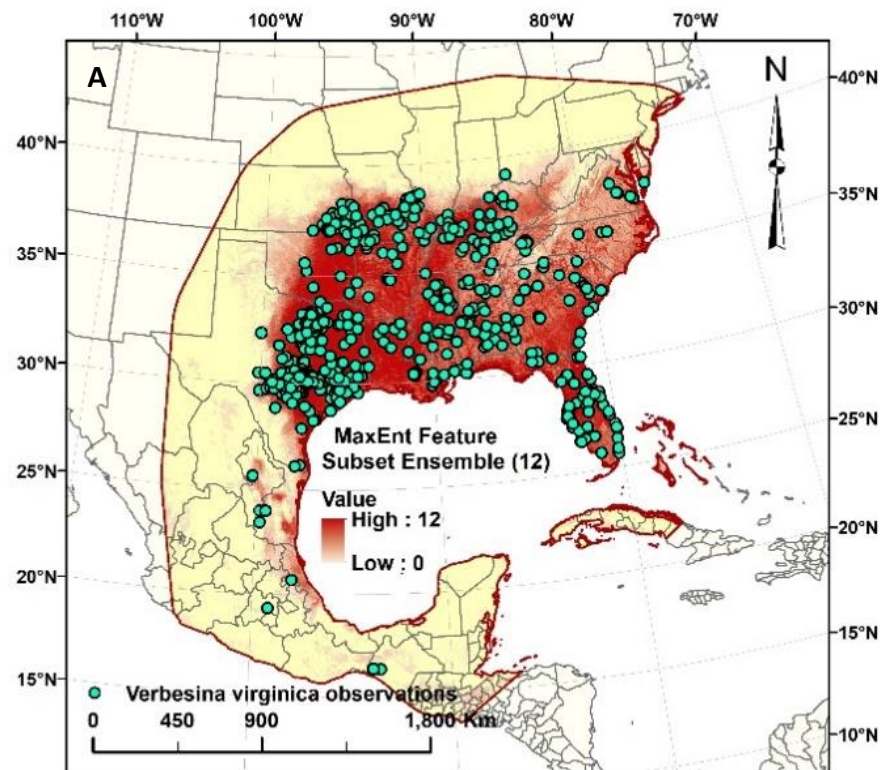 110°W 100°W 90°W 80°W 70°W
A
N
40°N
40°N
35°N
35°N
30°N
30°N
25°N
25°N
20°N
20°N
15°N
15°N
10°N
MaxEnt Feature
Subset Ensemble (12)
Value
High : 12
Low : 0
Verbesina virginica observations
0 450 900 1,800 Km